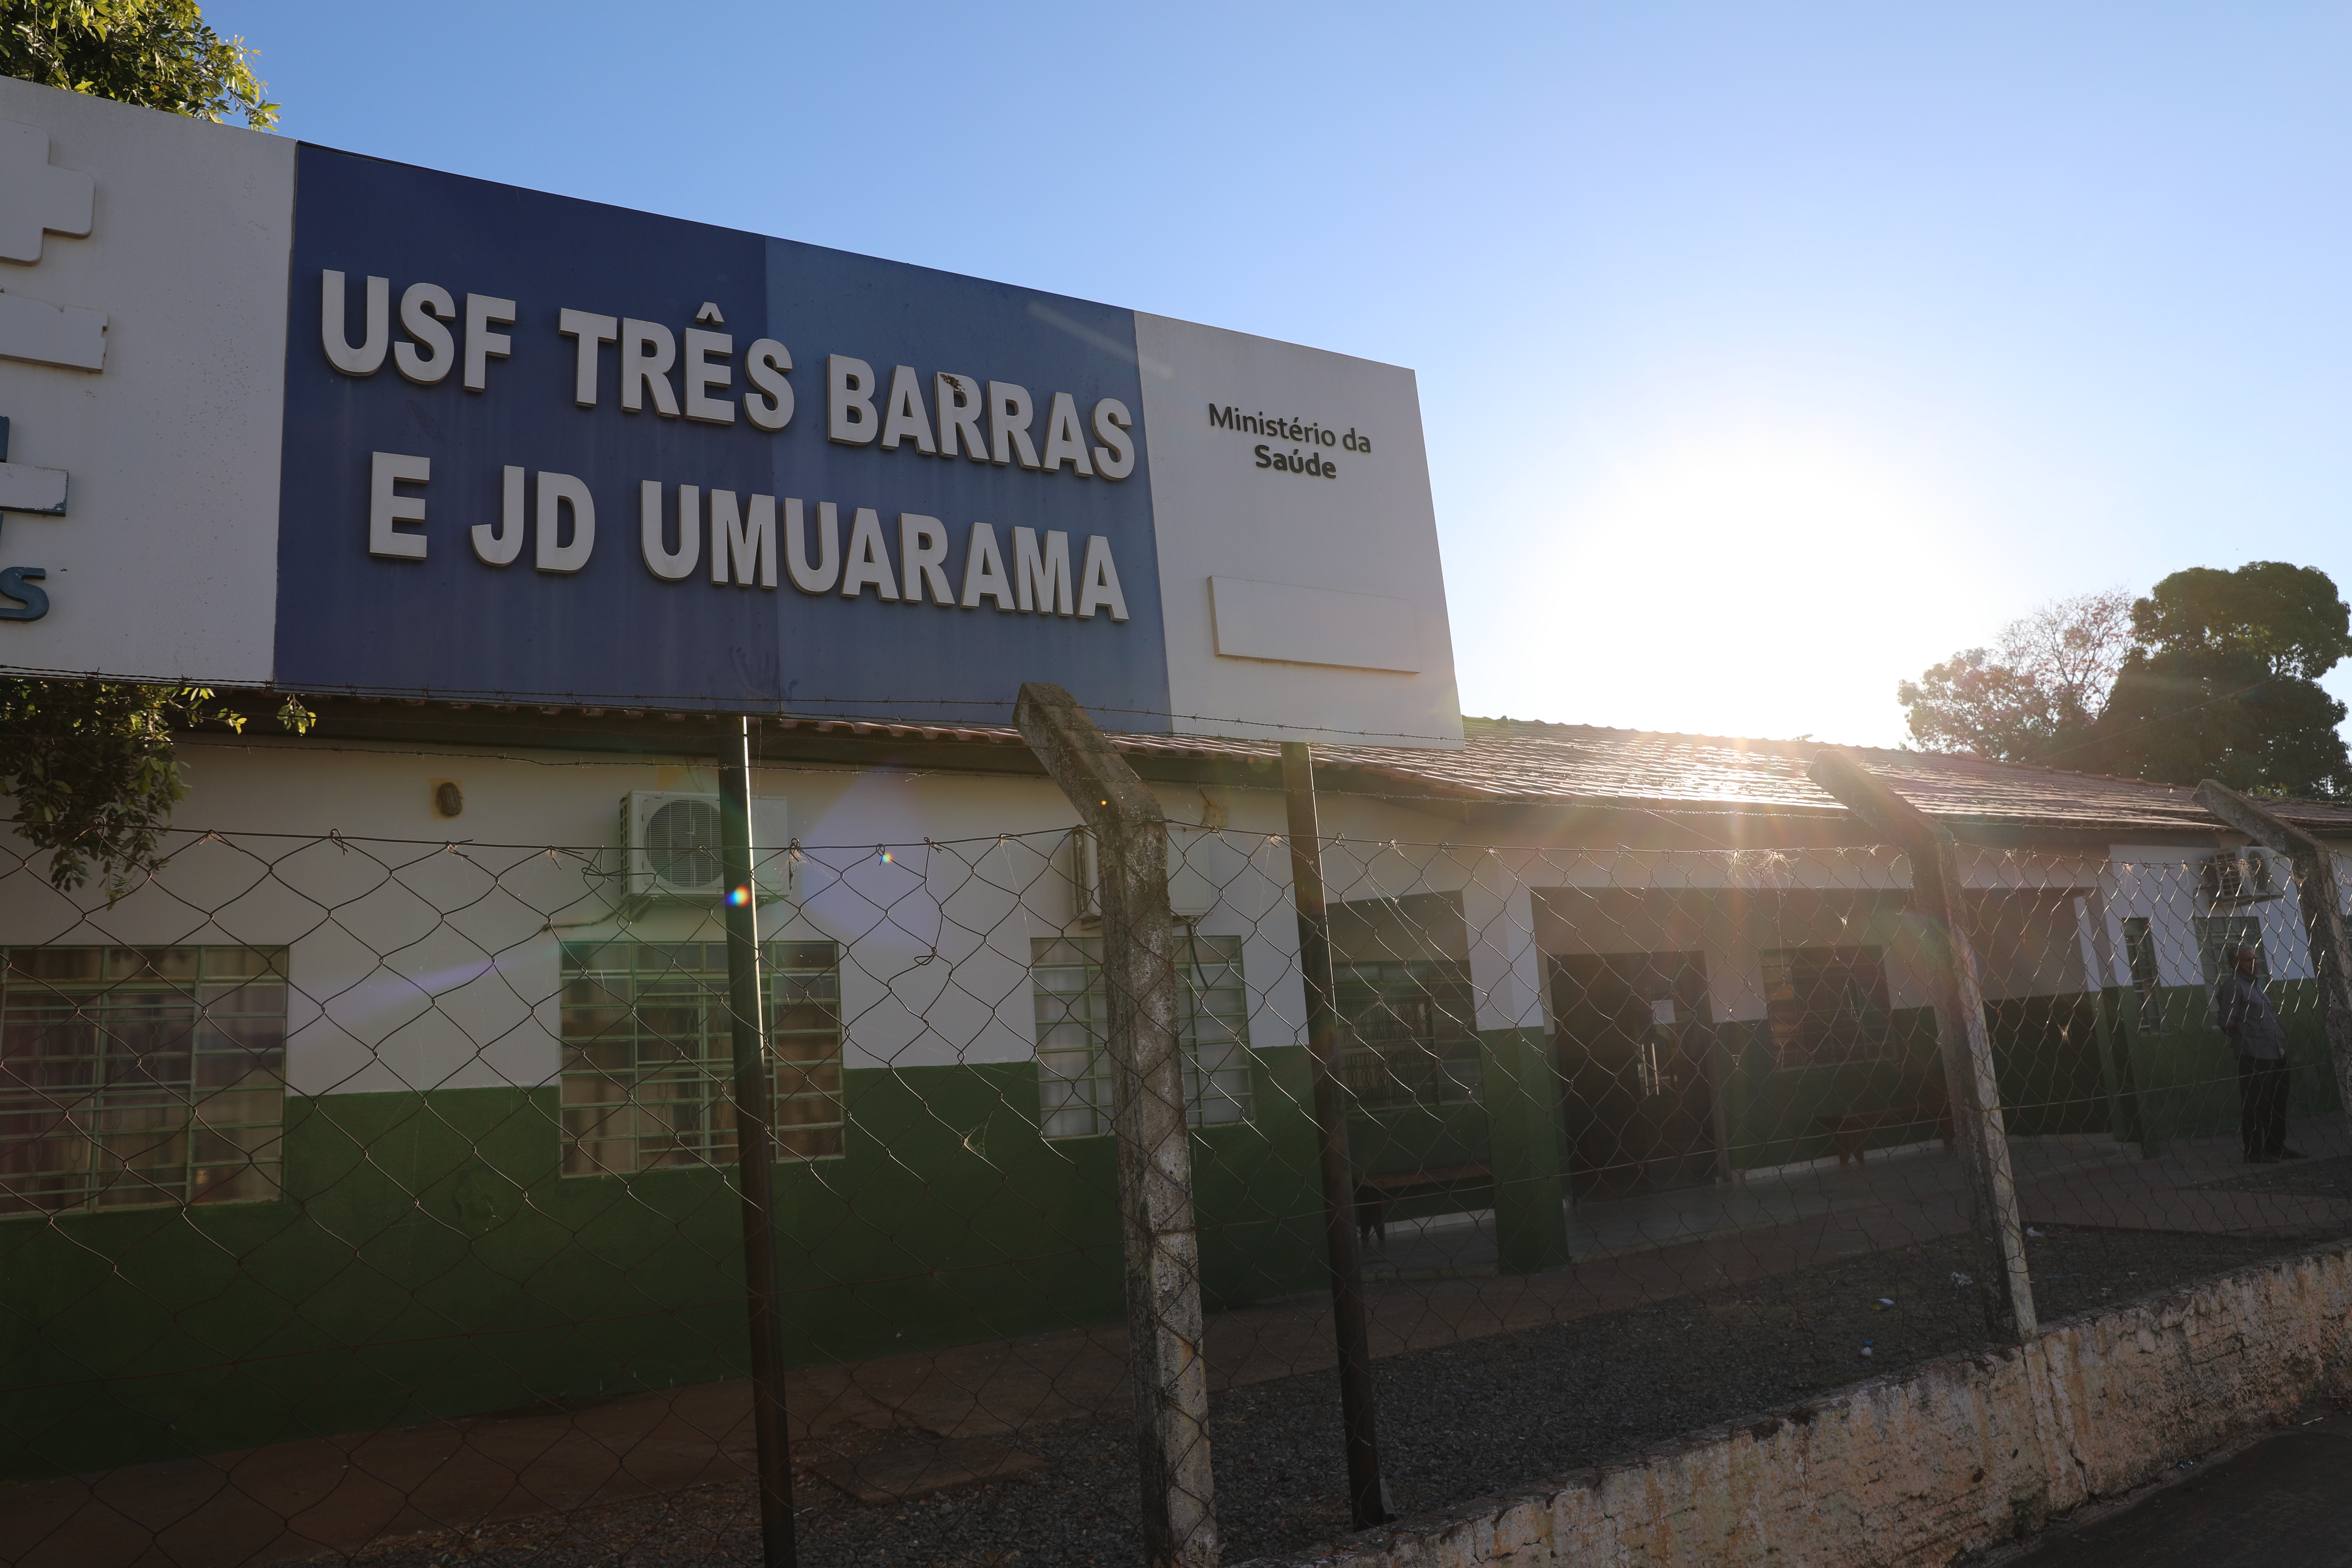 USF TRÊS BARRAS
E JD UMUARAMA
Ministério da
Saúde